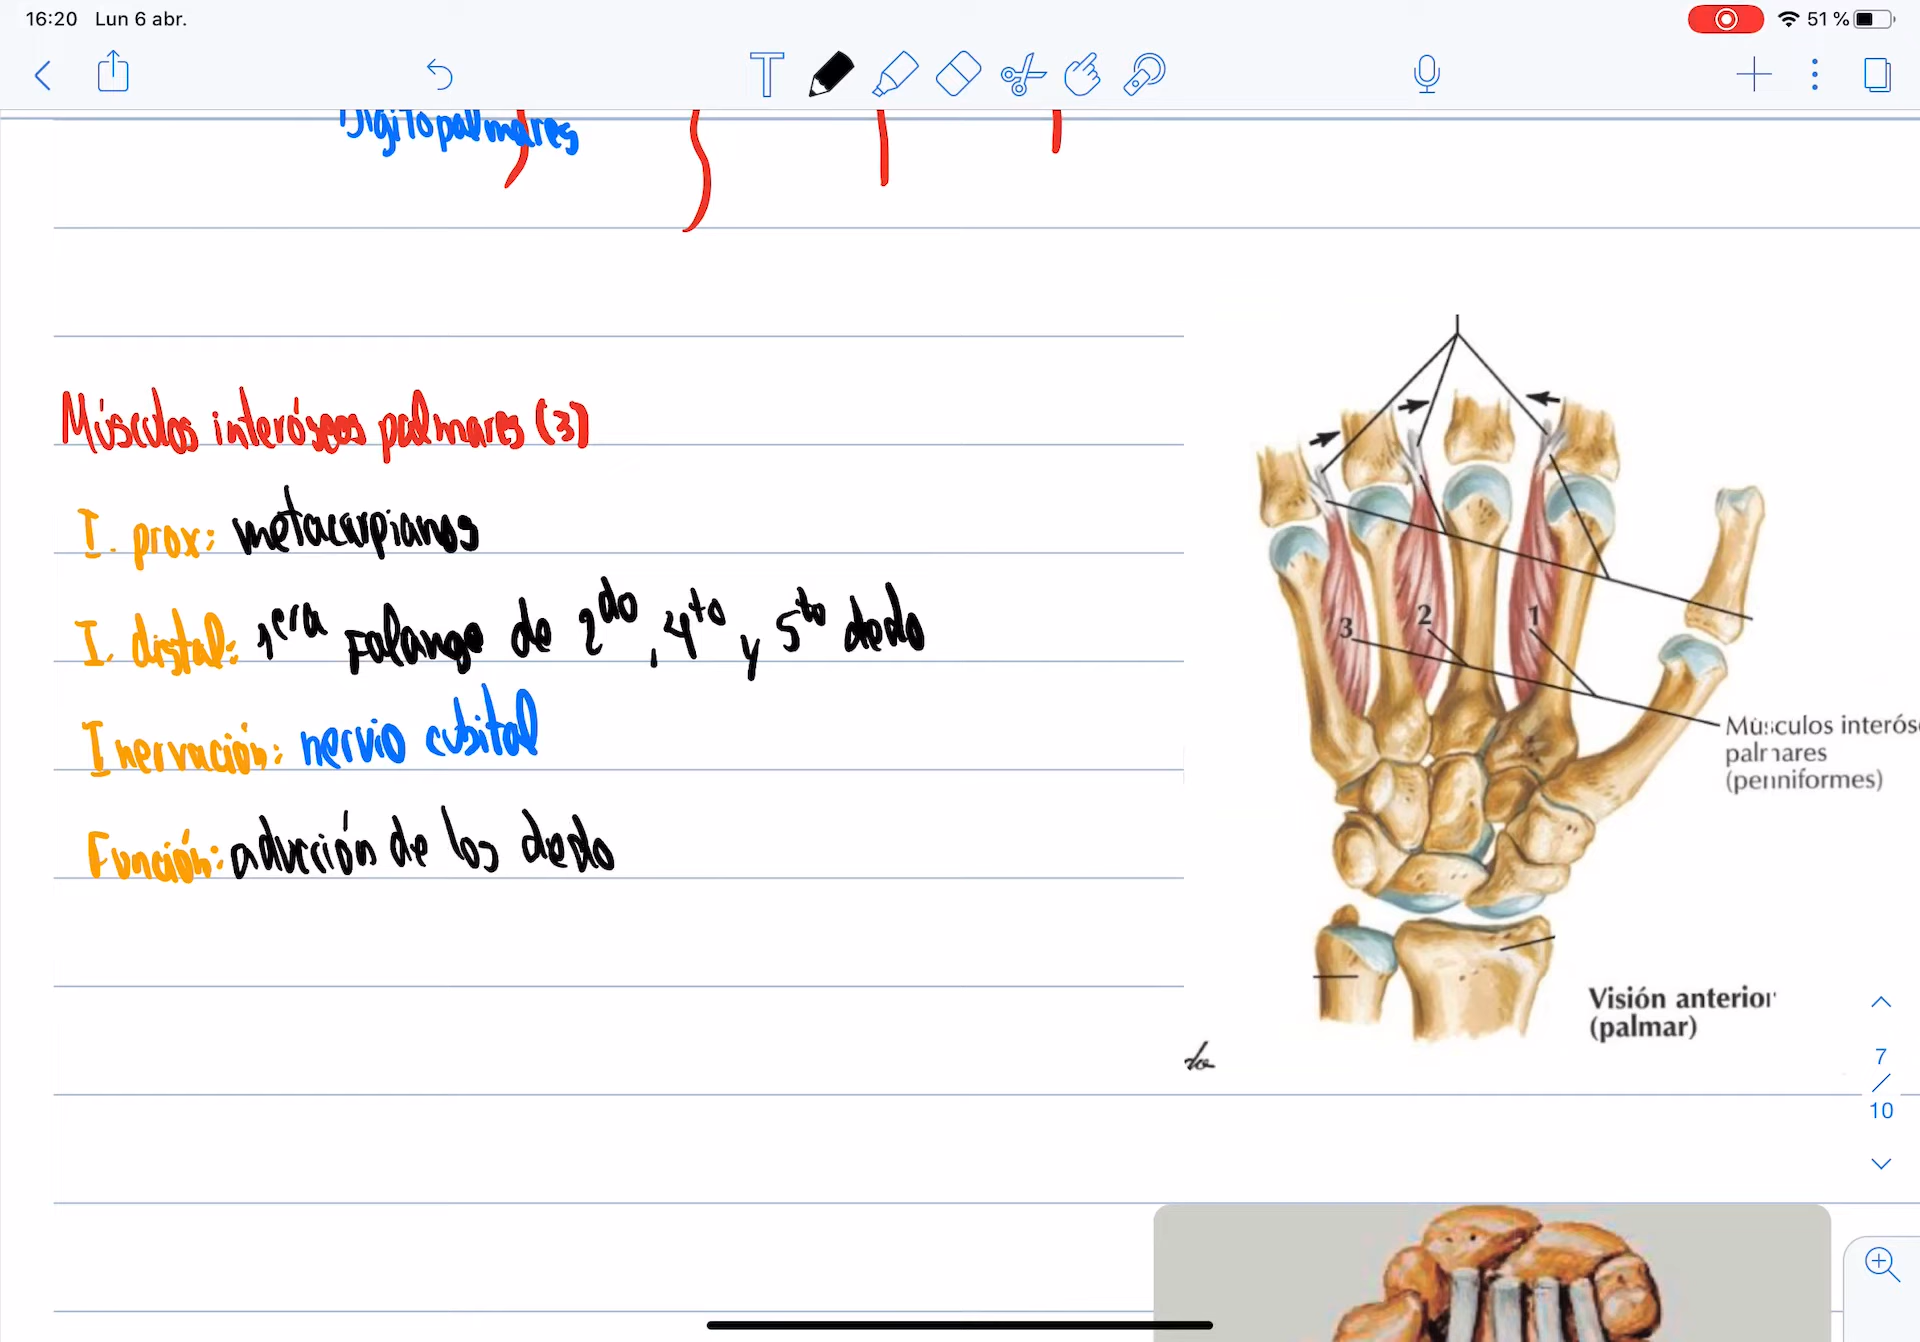 16:20 Lun 6 abr.
51 %
Digitopalmares
Músculos interóseos palmares (3)
I. prox: metacarpianos
I. distal: 1era Falange de 2do, 4to y 5to dedo
Inervación: nervio cubital
Función: aducción de los dedo
3
2
1
Músculos interós
palmares
(penniformes)
Visión anterior
(palmar)
7
/
10